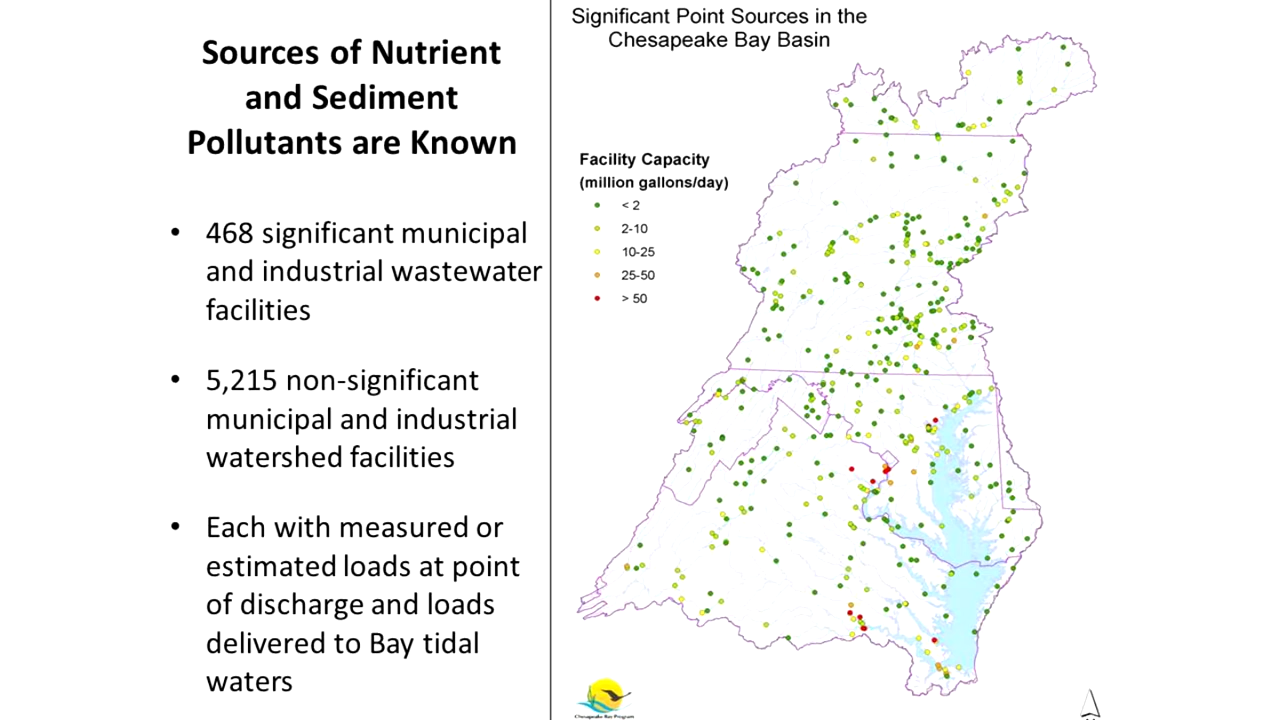 Sources of Nutrient
and Sediment
Pollutants are Known
• 468 significant municipal
and industrial wastewater
facilities
• 5,215 non-significant
municipal and industrial
watershed facilities
• Each with measured or
estimated loads at point
of discharge and loads
delivered to Bay tidal
waters
Significant Point Sources in the
Chesapeake Bay Basin
Facility Capacity
(million gallons/day)
< 2
2-10
10-25
25-50
> 50
Chesapeake Bay Program